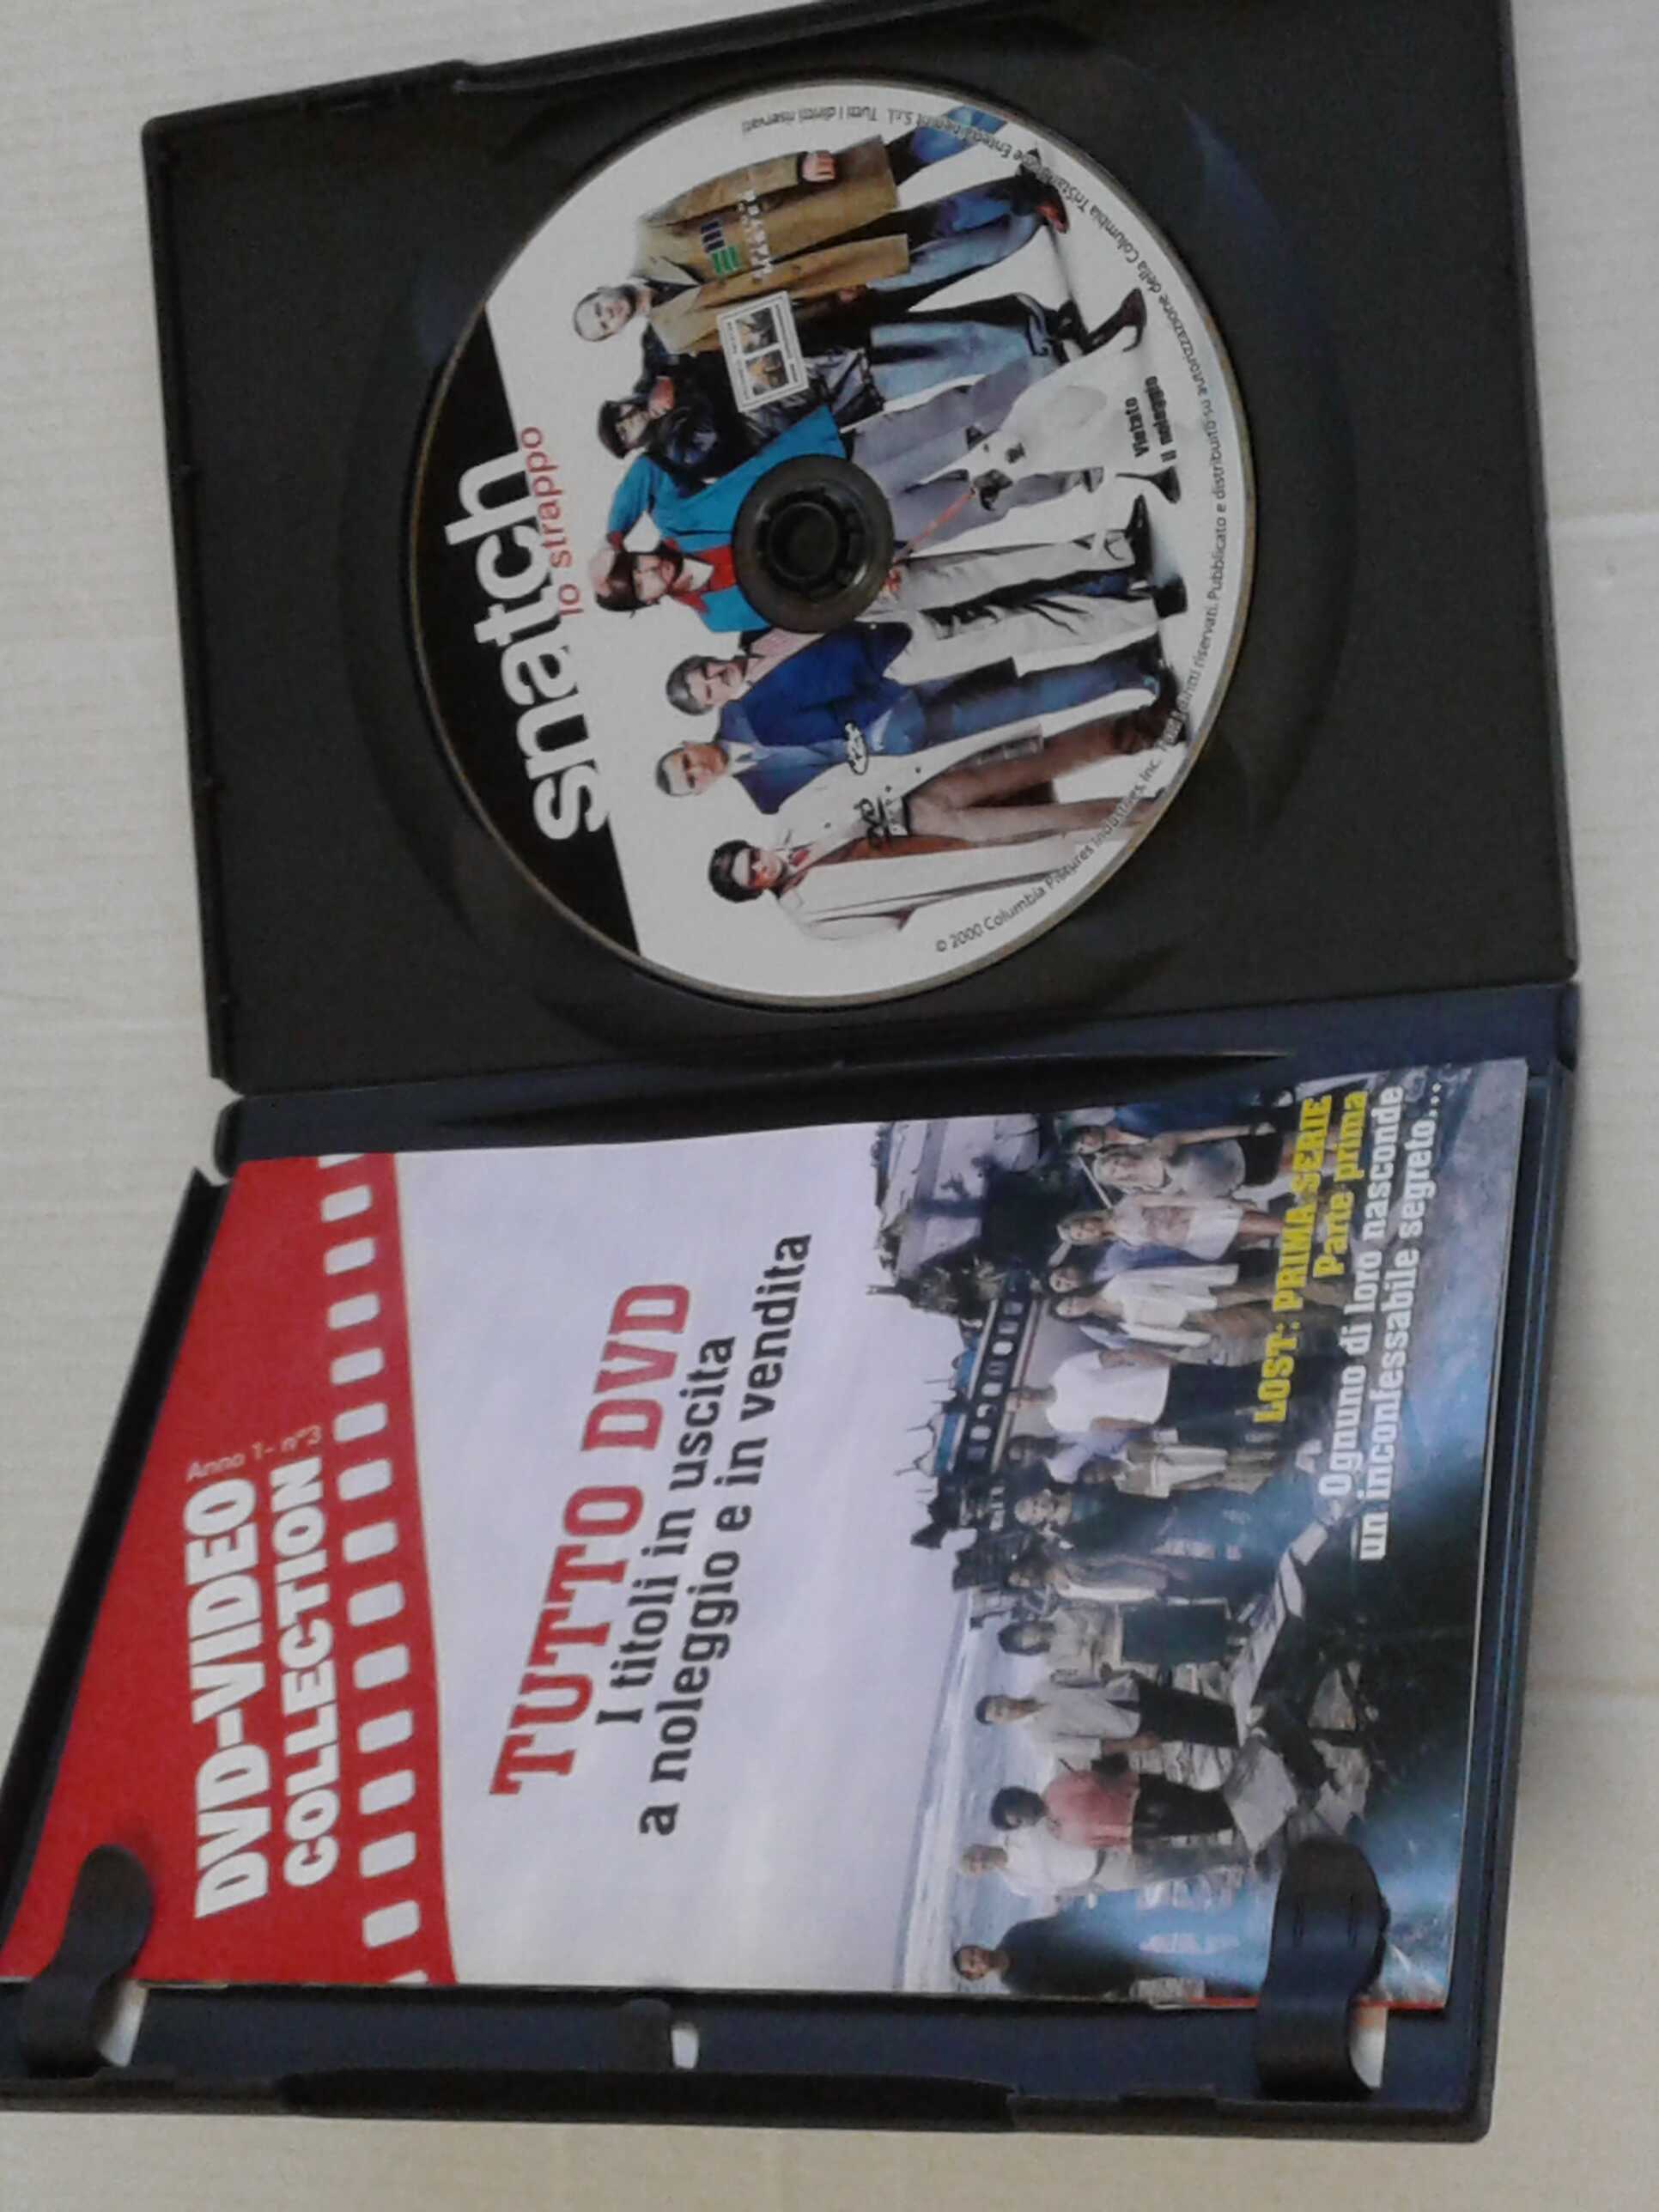 DVD-VIDEO
Anno 1- n°3
COLLECTION
TUTTO DVD
I titoli in uscita
a noleggio e in vendita
LOST: PRIMA SERIE
Parte prima
Ognuno di loro nasconde
un inconfessabile segreto...
snatch
lo strappo
DVD
Vietato
il noleggio
© 2000 Columbia Pictures Industries, Inc. Tutti i diritti riservati. Pubblicato e distribuito su autorizzazione della Columbia TriStar Home Entertainment S.r.l. Tutti i diritti riservati